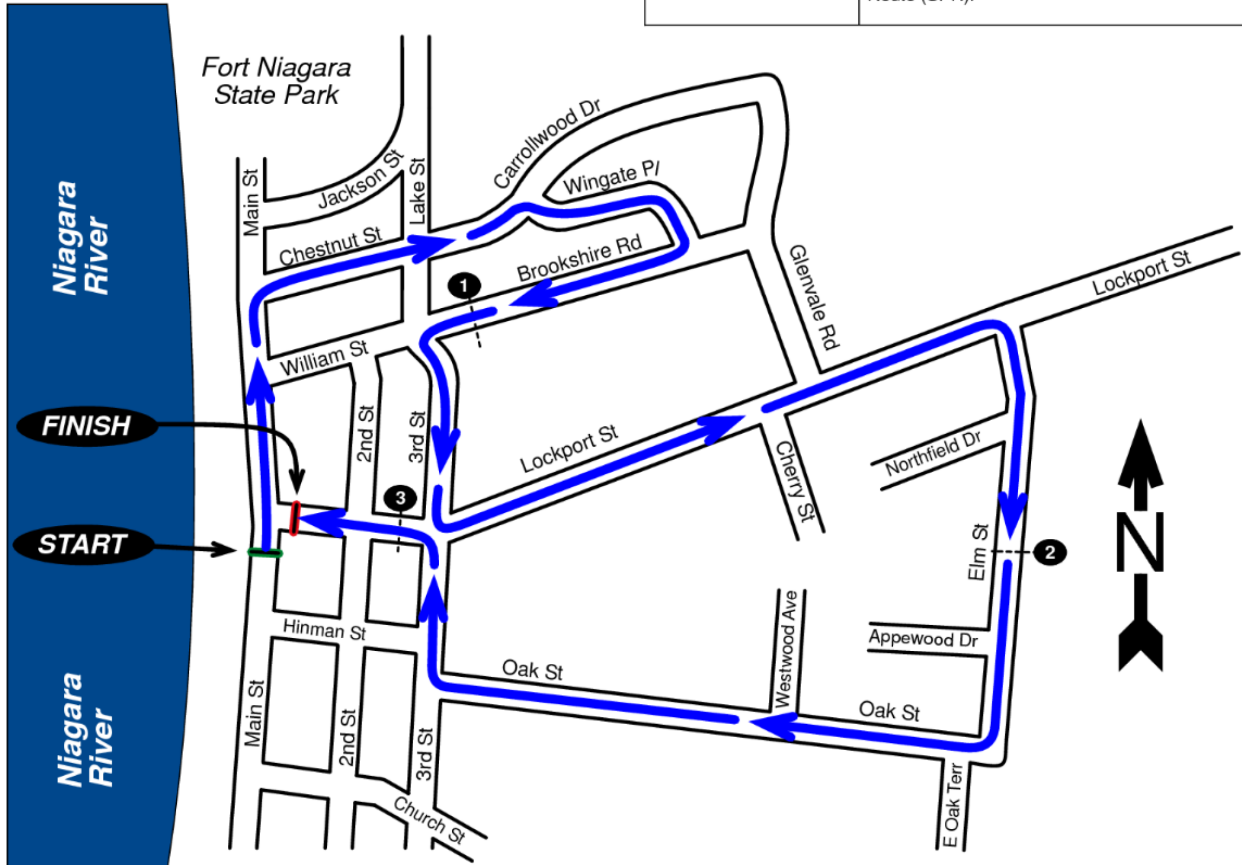 Fort Niagara
State Park
Niagara
River
Main St
Jackson St
Lake St
Carrollwood Dr
Wingate Pl
Chestnut St
Brookshire Rd
1
Glenvale Rd
Lockport St
William St
FINISH
2nd St
3rd St
Lockport St
Northfield Dr
Cherry St
3
START
Elm St
2
N
Hinman St
Westwood Ave
Appewood Dr
Oak St
Oak St
Niagara
River
Main St
2nd St
3rd St
Church St
E Oak Terr